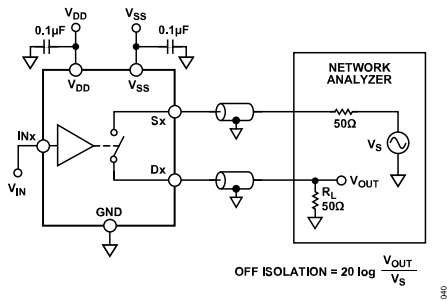 VDD
VSS
0.1µF
0.1µF
VDD
VSS
NETWORK
ANALYZER
INx
Sx
50Ω
VS
Dx
VOUT
VIN
RL
50Ω
GND
OFF ISOLATION = 20 log VOUT/VS
040